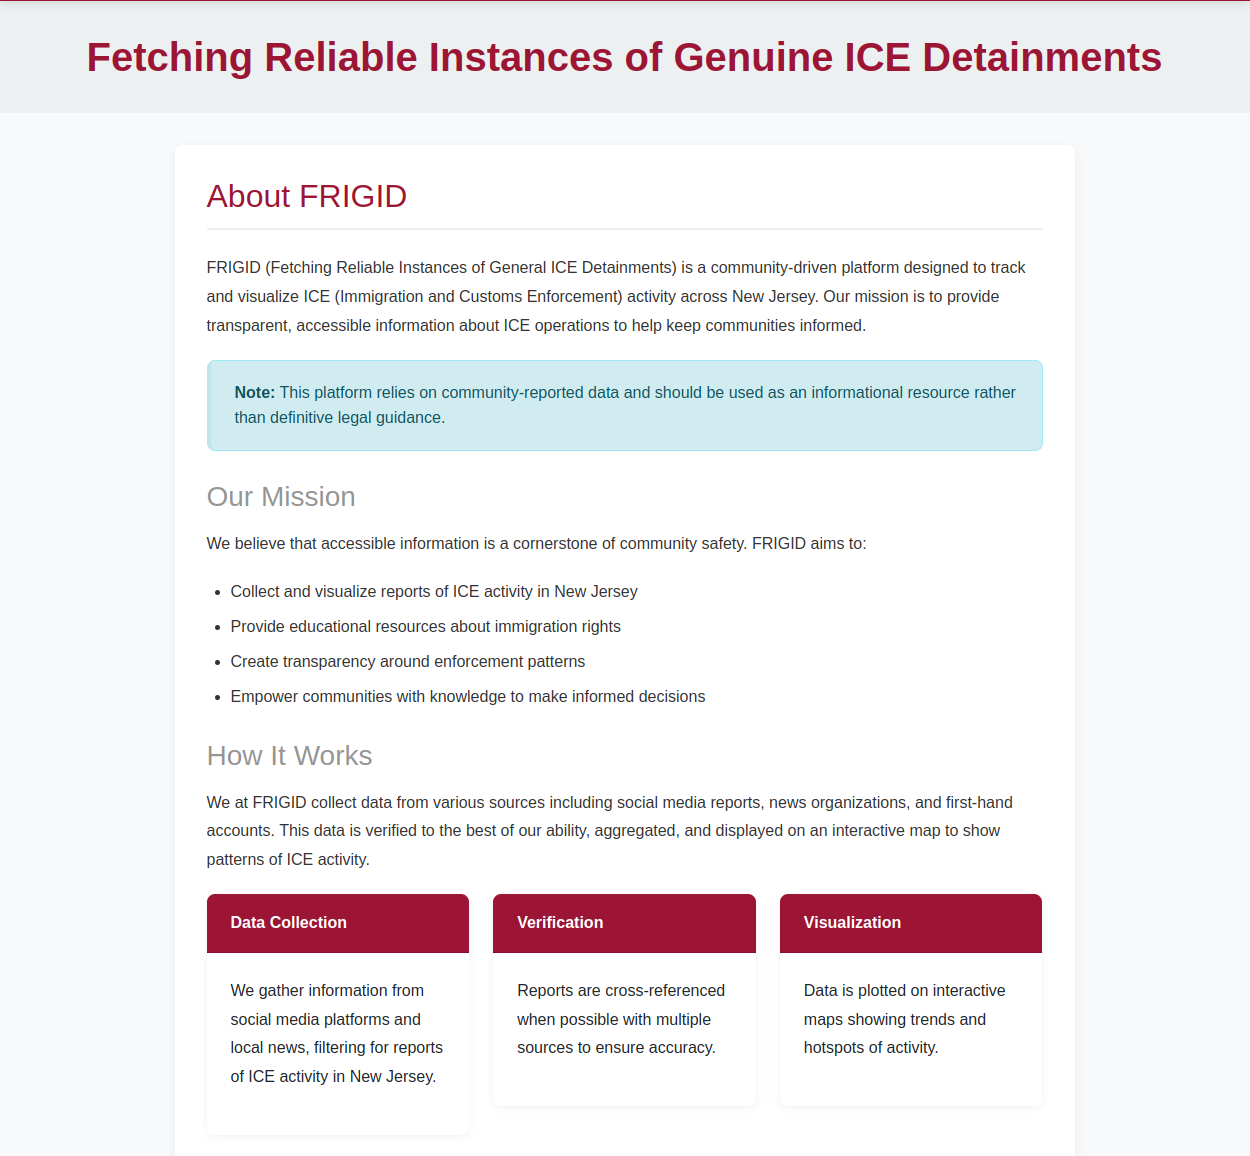 Fetching Reliable Instances of Genuine ICE Detainments
About FRIGID
FRIGID (Fetching Reliable Instances of General ICE Detainments) is a community-driven platform designed to track
and visualize ICE (Immigration and Customs Enforcement) activity across New Jersey. Our mission is to provide
transparent, accessible information about ICE operations to help keep communities informed.
Note: This platform relies on community-reported data and should be used as an informational resource rather
than definitive legal guidance.
Our Mission
We believe that accessible information is a cornerstone of community safety. FRIGID aims to:
• Collect and visualize reports of ICE activity in New Jersey
• Provide educational resources about immigration rights
• Create transparency around enforcement patterns
• Empower communities with knowledge to make informed decisions
How It Works
We at FRIGID collect data from various sources including social media reports, news organizations, and first-hand
accounts. This data is verified to the best of our ability, aggregated, and displayed on an interactive map to show
patterns of ICE activity.
Data Collection
We gather information from
social media platforms and
local news, filtering for reports
of ICE activity in New Jersey.
Verification
Reports are cross-referenced
when possible with multiple
sources to ensure accuracy.
Visualization
Data is plotted on interactive
maps showing trends and
hotspots of activity.